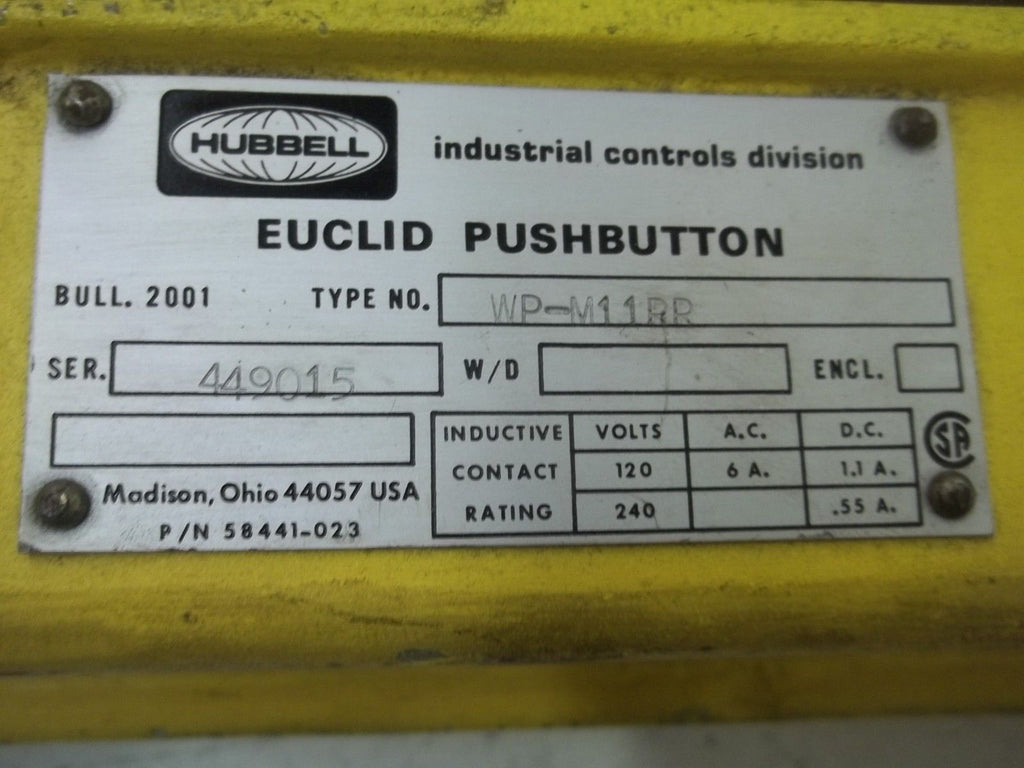 HUBBELL industrial controls division
EUCLID PUSHBUTTON
BULL. 2001 TYPE NO. WP-M11RR
SER. 449015 W/D ENCL.
INDUCTIVE VOLTS A.C. D.C.
CONTACT 120 6 A. 1.1 A.
RATING 240 .55 A.
SA
Madison, Ohio 44057 USA
P/N 58441-023